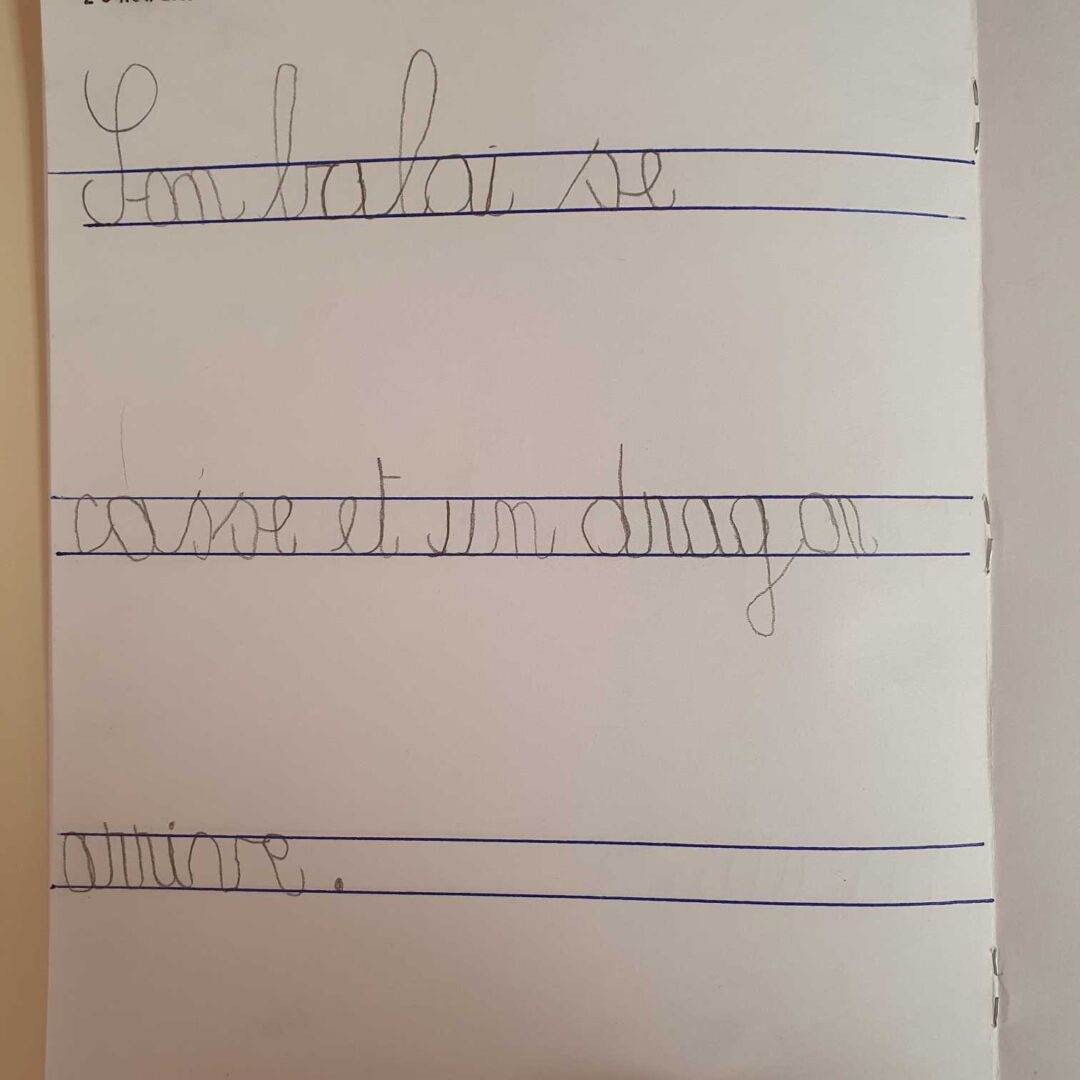 Son balai se
casse et un dragon
arrive.